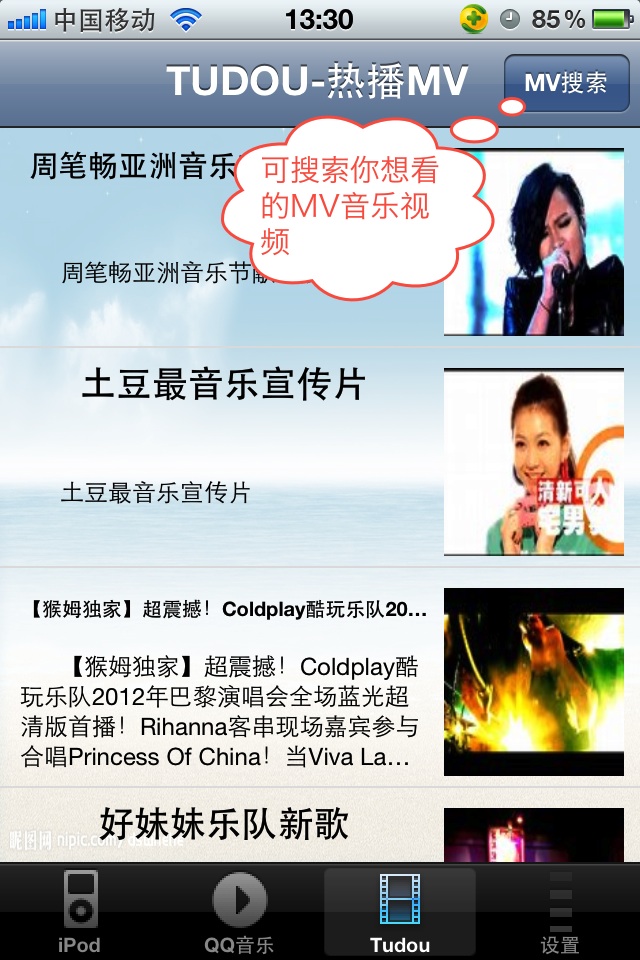 中国移动 13:30 85%
TUDOU-热播MV
MV搜索
周笔畅亚洲音乐
可搜索你想看
的MV音乐视
频
周笔畅亚洲音乐节献
土豆最音乐宣传片
土豆最音乐宣传片
清新可人
宅男
【猴姆独家】超震撼！Coldplay酷玩乐队20...
【猴姆独家】超震撼！Coldplay酷
玩乐队2012年巴黎演唱会全场蓝光超
清版首播！Rihanna客串现场嘉宾参与
合唱Princess Of China！当Viva La...
好妹妹乐队新歌
昵图网 nipic.com/
iPod
QQ音乐
Tudou
设置